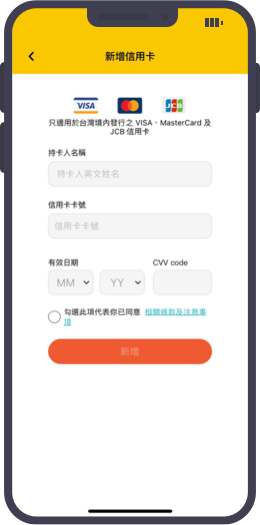 新增信用卡
VISA JCB
只適用於台灣境內發行之 VISA、MasterCard 及
JCB 信用卡
持卡人名稱
持卡人英文姓名
信用卡卡號
信用卡卡號
有效日期 CVV code
MM YY
勾選此項代表你已同意 相關條款及注意事
項
新增